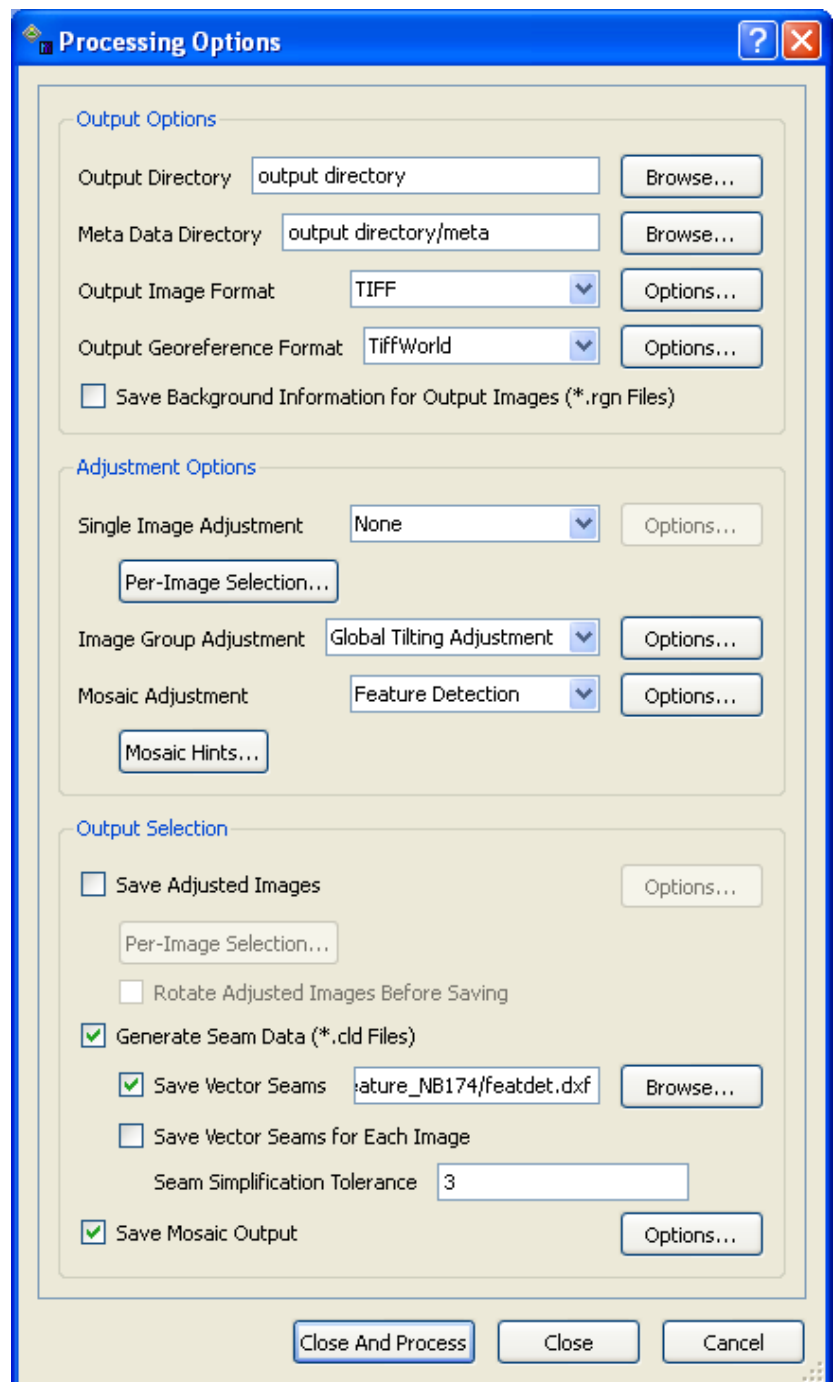 Processing Options
Output Options
Output Directory output directory Browse...
Meta Data Directory output directory/meta Browse...
Output Image Format TIFF Options...
Output Georeference Format TiffWorld Options...
Save Background Information for Output Images (*.rgn Files)
Adjustment Options
Single Image Adjustment None Options...
Per-Image Selection...
Image Group Adjustment Global Tilting Adjustment Options...
Mosaic Adjustment Feature Detection Options...
Mosaic Hints...
Output Selection
Save Adjusted Images Options...
Per-Image Selection...
Rotate Adjusted Images Before Saving
Generate Seam Data (*.cld Files)
Save Vector Seams eature_NB174/featdet.dxf Browse...
Save Vector Seams for Each Image
Seam Simplification Tolerance 3
Save Mosaic Output Options...
Close And Process Close Cancel